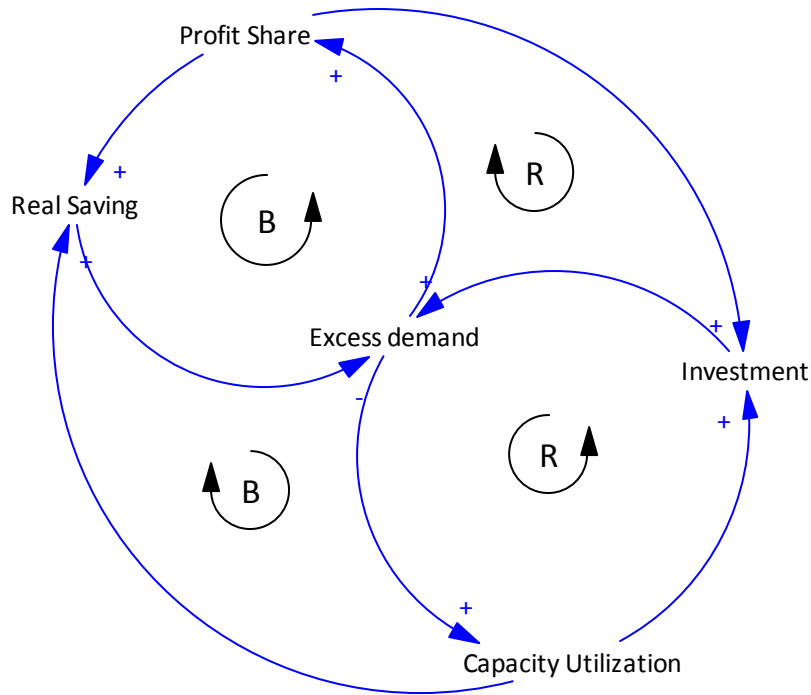 Profit Share
+
R
+
Real Saving
B
+
+
+
Excess demand
Investment
-
+
R
B
+
Capacity Utilization